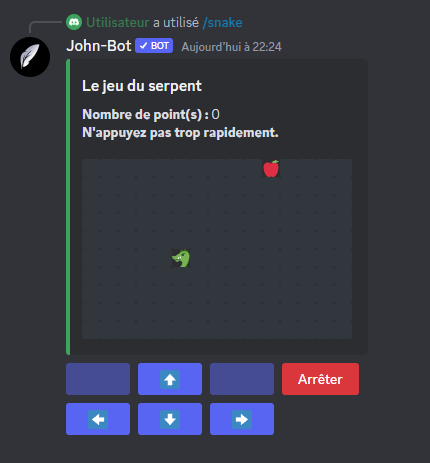 Utilisateur a utilisé /snake
John-Bot ✓ BOT Aujourd'hui à 22:24
Le jeu du serpent
Nombre de point(s) : 0
N'appuyez pas trop rapidement.
Arrêter